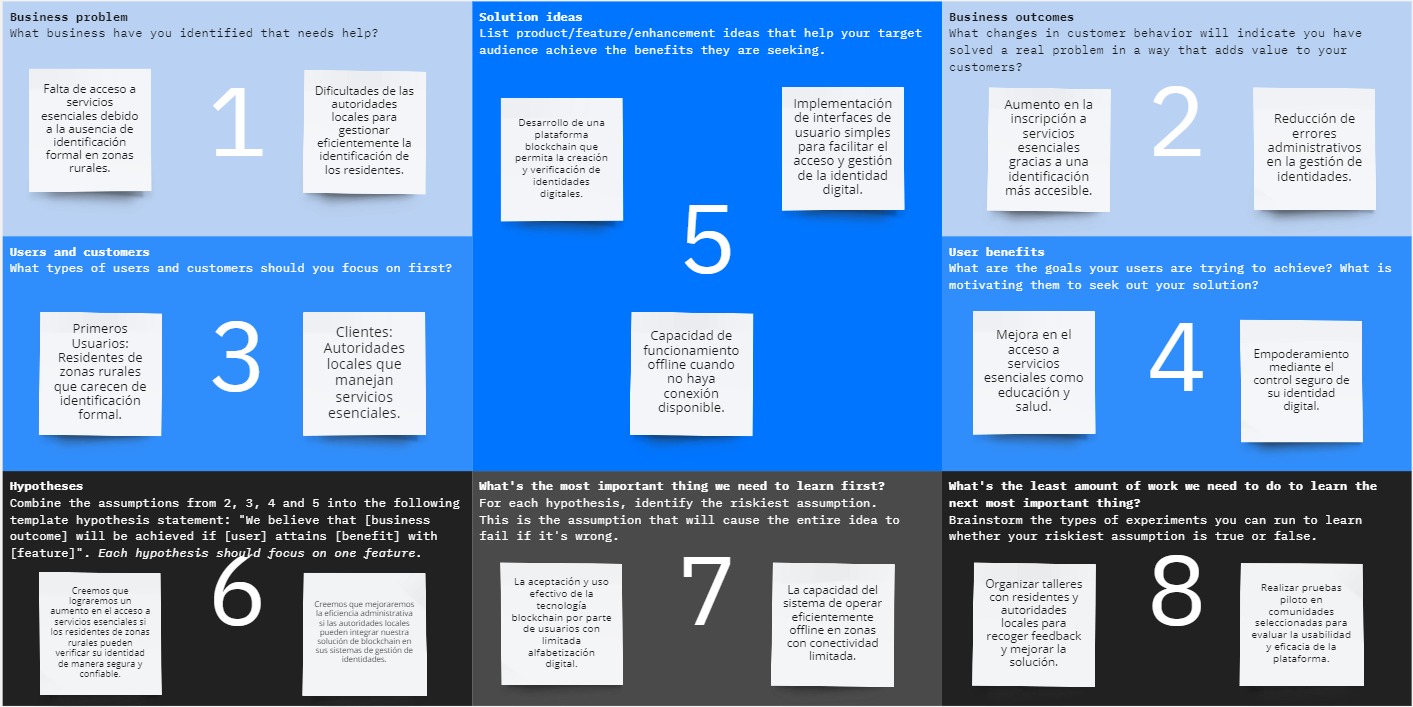 Business problem
What business have you identified that needs help?
Falta de acceso a
servicios
esenciales debido
a la ausencia de
identificación
formal en zonas
rurales.
1
Dificultades de las
autoridades
locales para
gestionar
eficientemente la
identificación de
los residentes.
Solution ideas
List product/feature/enhancement ideas that help your target
audience achieve the benefits they are seeking.
Desarrollo de una
plataforma
blockchain que
permita la creación
y verificación de
identidades
digitales.
5
Implementación
de interfaces de
usuario simples
para facilitar el
acceso y gestión
de la identidad
digital.
Capacidad de
funcionamiento
offline cuando
no haya
conexión
disponible.
Business outcomes
What changes in customer behavior will indicate you have
solved a real problem in a way that adds value to your
customers?
Aumento en la
inscripción a
servicios
esenciales
gracias a una
identificación
más accesible.
2
Reducción de
errores
administrativos
en la gestión de
identidades.
Users and customers
What types of users and customers should you focus on first?
Primeros
Usuarios:
Residentes de
zonas rurales
que carecen de
identificación
formal.
3
Clientes:
Autoridades
locales que
manejan
servicios
esenciales.
User benefits
What are the goals your users are trying to achieve? What is
motivating them to seek out your solution?
Mejora en el
acceso a
servicios
esenciales como
educación y
salud.
4
Empoderamiento
mediante el
control seguro de
su identidad
digital.
Hypotheses
Combine the assumptions from 2, 3, 4 and 5 into the following
template hypothesis statement: "We believe that [business
outcome] will be achieved if [user] attains [benefit] with
[feature]". Each hypothesis should focus on one feature.
Creemos que
lograremos un
aumento en el acceso a
servicios esenciales si
los residentes de zonas
rurales pueden
verificar su identidad
de manera segura y
confiable.
6
Creemos que mejoraremos
la eficiencia administrativa
si las autoridades locales
pueden integrar nuestra
solución de blockchain en
sus sistemas de gestión de
identidades.
What's the most important thing we need to learn first?
For each hypothesis, identify the riskiest assumption.
This is the assumption that will cause the entire idea to
fail if it's wrong.
La aceptación y uso
efectivo de la
tecnología
blockchain por parte
de usuarios con
limitada
alfabetización
digital.
7
La capacidad del
sistema de operar
eficientemente
offline en zonas
con conectividad
limitada.
What's the least amount of work we need to do to learn the
next most important thing?
Brainstorm the types of experiments you can run to learn
whether your riskiest assumption is true or false.
Organizar talleres
con residentes y
autoridades
locales para
recoger feedback
y mejorar la
solución.
8
Realizar pruebas
piloto en
comunidades
seleccionadas para
evaluar la usabilidad
y eficacia de la
plataforma.